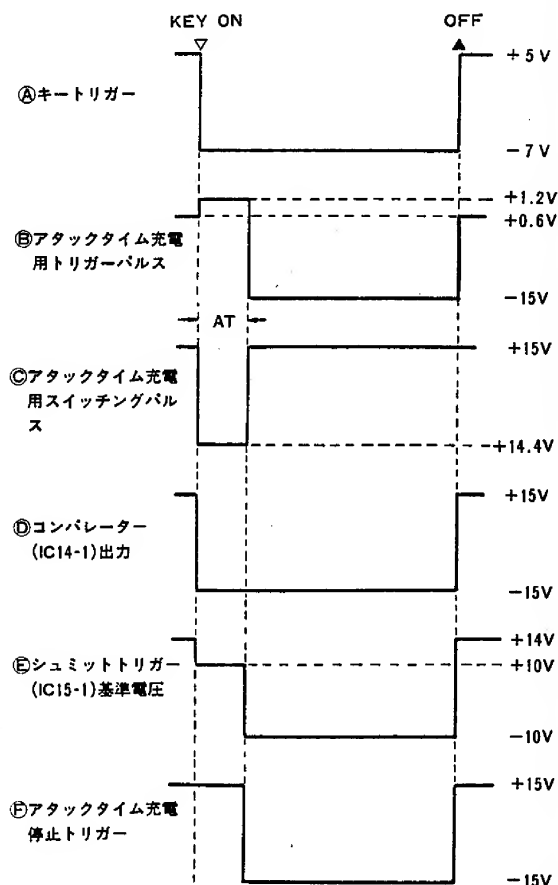 KEY ON
OFF
+5V
Ⓐキートリガー
-7V
+1.2V
+0.6V
Ⓑアタックタイム充電
用トリガーパルス
-15V
AT
+15V
Ⓒアタックタイム充電
用スイッチングパル
ス
+14.4V
+15V
Ⓓコンパレーター
(IC14-1)出力
-15V
+14V
Ⓔシュミットトリガー
+10V
(IC15-1)基準電圧
-10V
+15V
Ⓕアタックタイム充電
停止トリガー
-15V